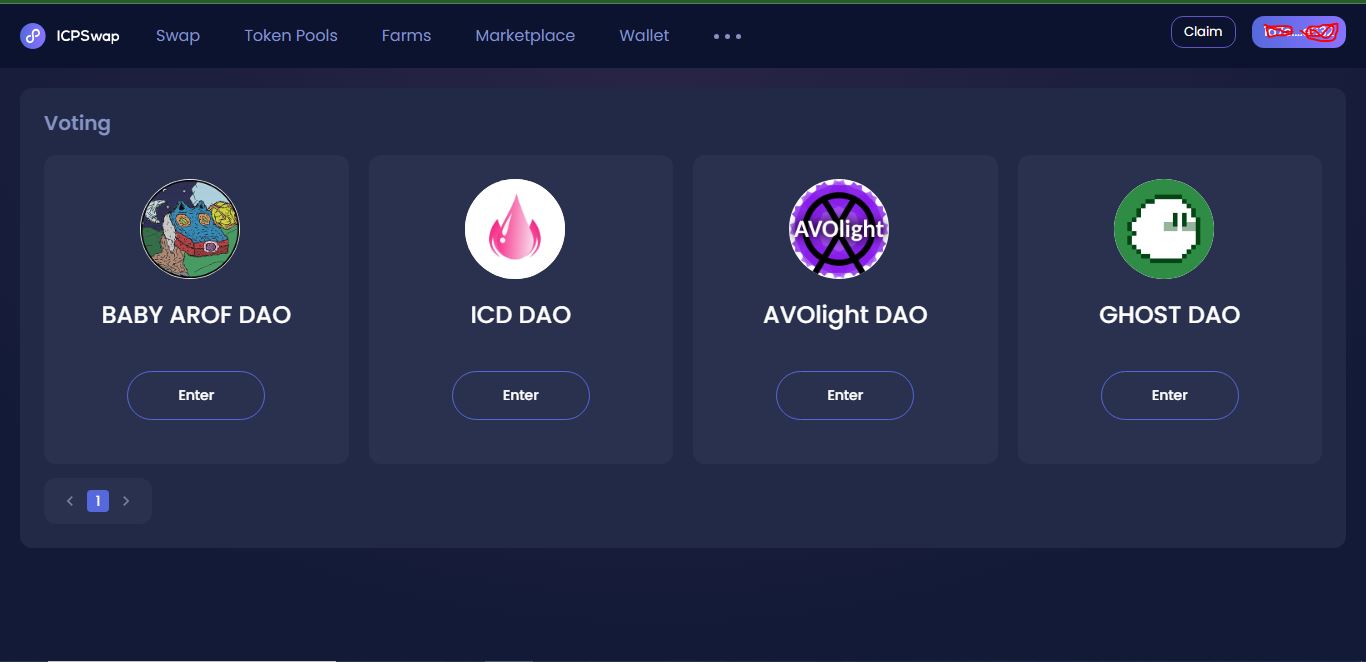 ICPSwap Swap Token Pools Farms Marketplace Wallet ••• Claim
Voting
AVOlight
BABY AROF DAO ICD DAO AVOlight DAO GHOST DAO
Enter Enter Enter Enter
< 1 >